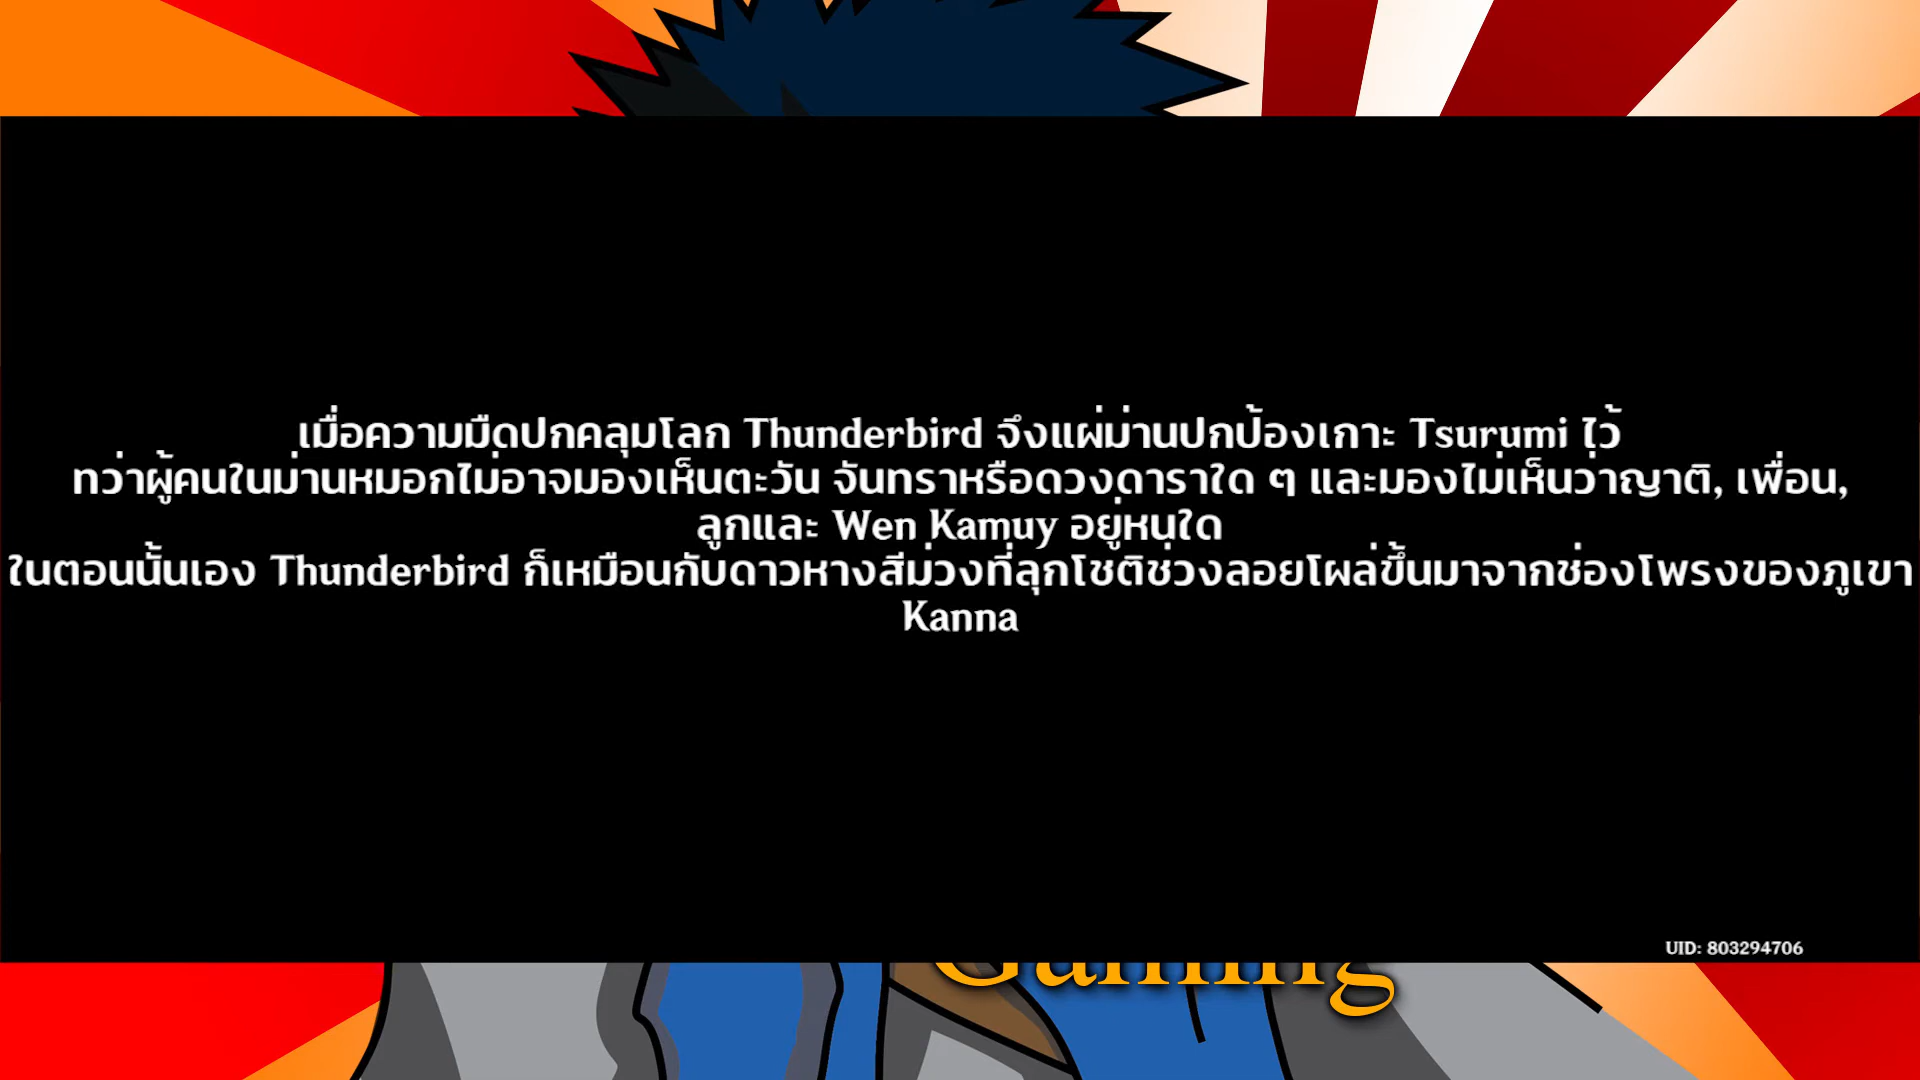 เมื่อความมืดปกคลุมโลก Thunderbird จึงแผ่ม่านปกป้องเกาะ Tsurumi ไว้
ทว่าผู้คนในม่านหมอกไม่อาจมองเห็นตะวัน จันทราหรือดวงดาราใด ๆ และมองไม่เห็นว่าญาติ, เพื่อน,
ลูกและ Wen Kamuy อยู่หนใด
ในตอนนั้นเอง Thunderbird ก็เหมือนกับดาวหางสีม่วงที่ลุกโชติช่วงลอยโผล่ขึ้นมาจากช่องโพรงของภูเขา
Kanna
UID: 803294706
Gaming